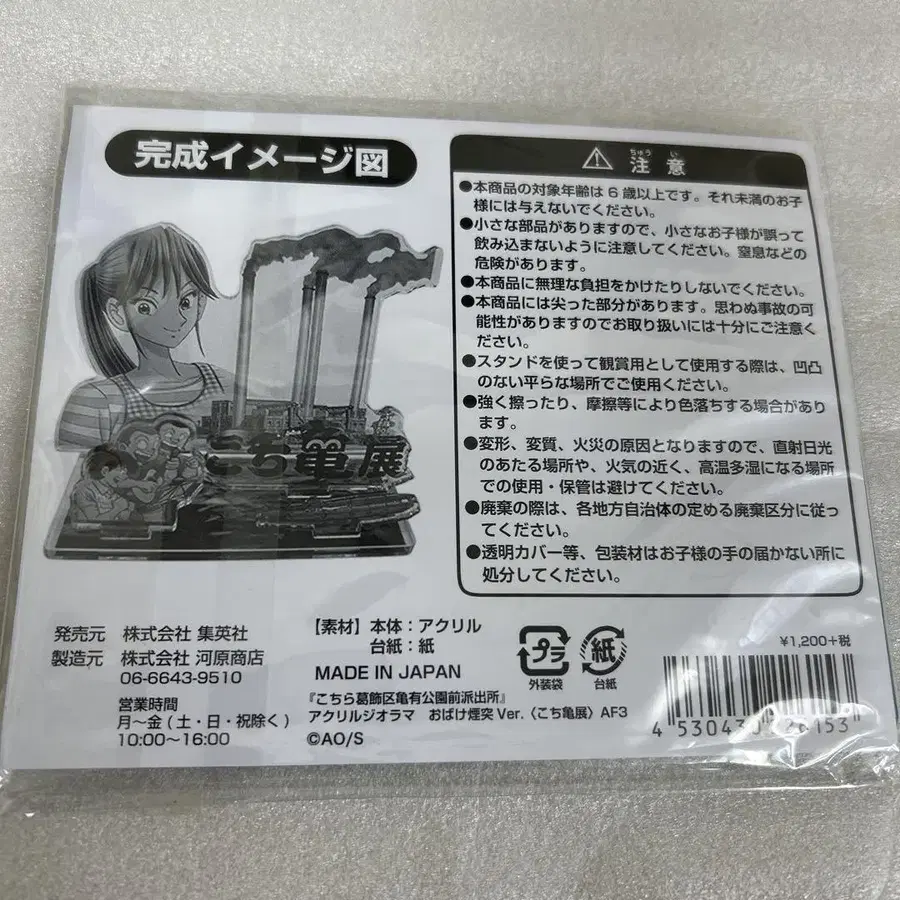 完成イメージ図
こち亀展
⚠ 注意
ちゅうい
●本商品の対象年齢は6歳以上です。それ未満のお子
様には与えないでください。
●小さな部品がありますので、小さなお子様が誤って
飲み込まないように注意してください。窒息などの
危険があります。
●本商品に無理な負担をかけたりしないでください。
●本商品には尖った部分があります。思わぬ事故の可
能性がありますのでお取り扱いには十分にご注意く
ださい。
●スタンドを使って観賞用として使用する際は、凹凸
のない平らな場所でご使用ください。
●強く擦ったり、摩擦等により色落ちする場合があり
ます。
●変形、変質、火災の原因となりますので、直射日光
のあたる場所や、火気の近く、高温多湿になる場所
での使用・保管は避けてください。
●廃棄の際は、各地方自治体の定める廃棄区分に従っ
てください。
●透明カバー等、包装材はお子様の手の届かない所に
処分してください。
発売元 株式会社 集英社
製造元 株式会社 河原商店
06-6643-9510
営業時間
月〜金(土・日・祝除く)
10:00〜16:00
【素材】本体：アクリル
台紙：紙
MADE IN JAPAN
『こちら葛飾区亀有公園前派出所』
アクリルジオラマ おばけ煙突Ver.〈こち亀展〉AF3
©AO/S
プラ
外装袋
紙
台紙
¥1,200+税